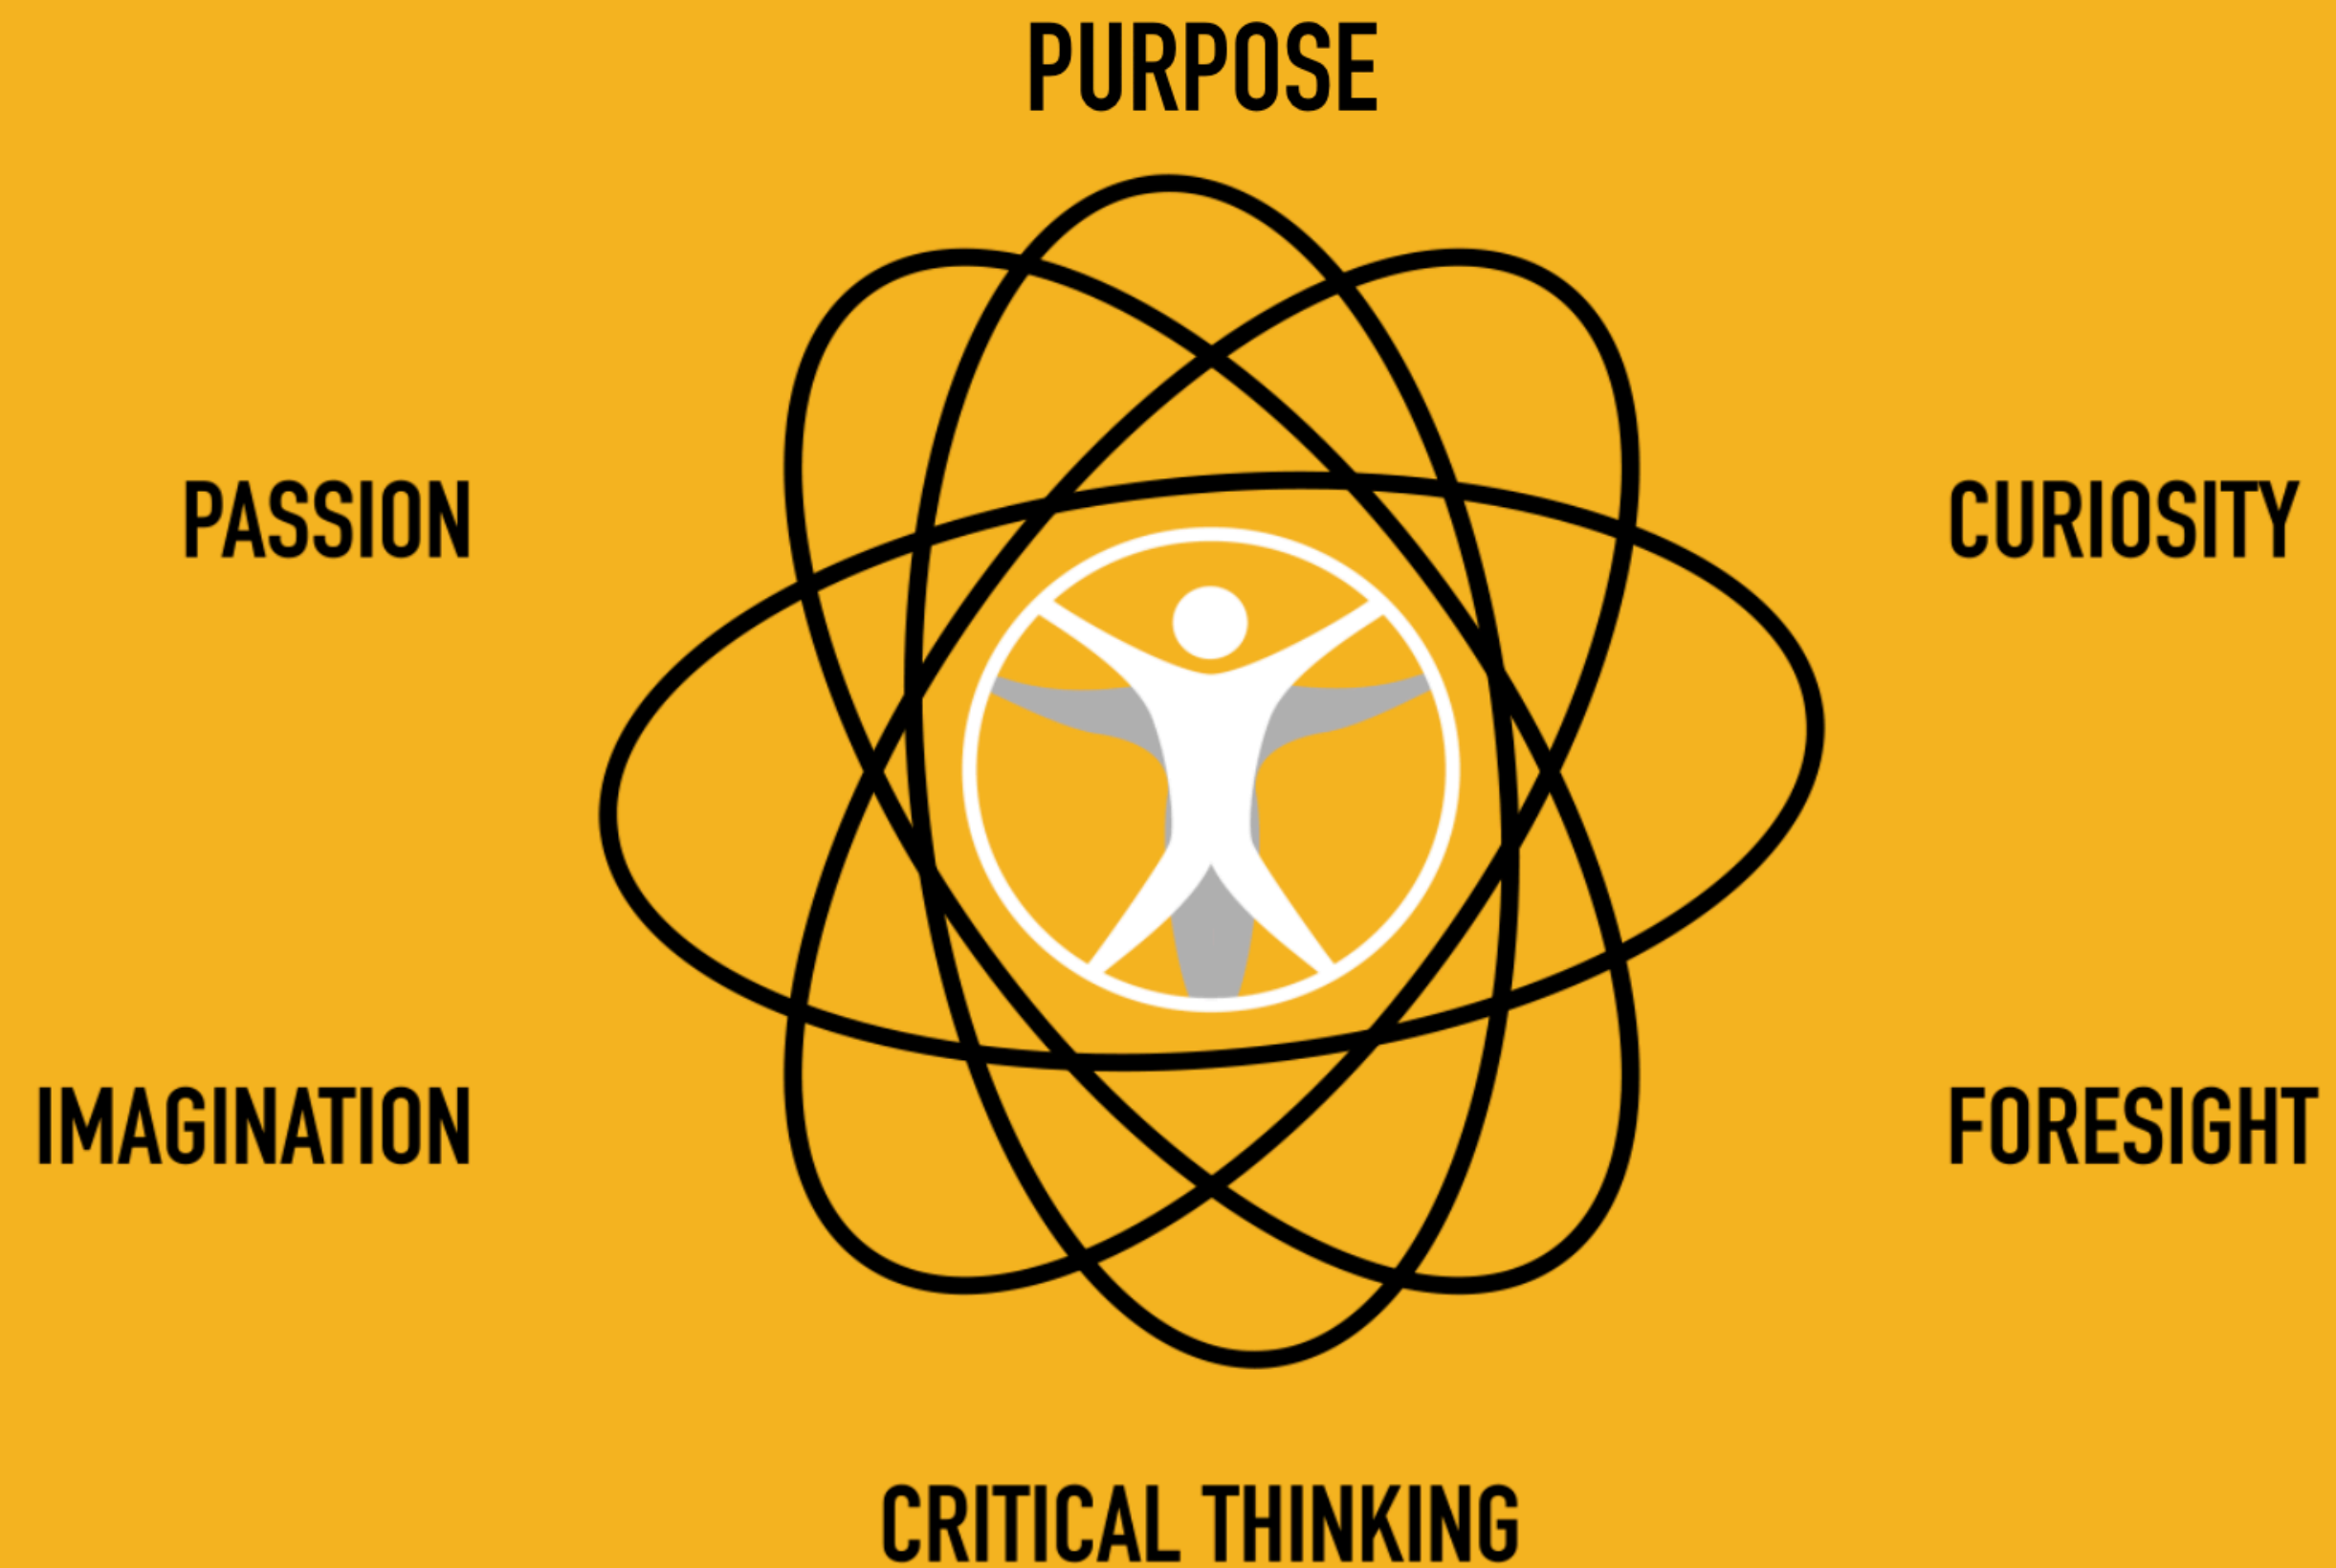 PURPOSE
PASSION
CURIOSITY
IMAGINATION
FORESIGHT
CRITICAL THINKING